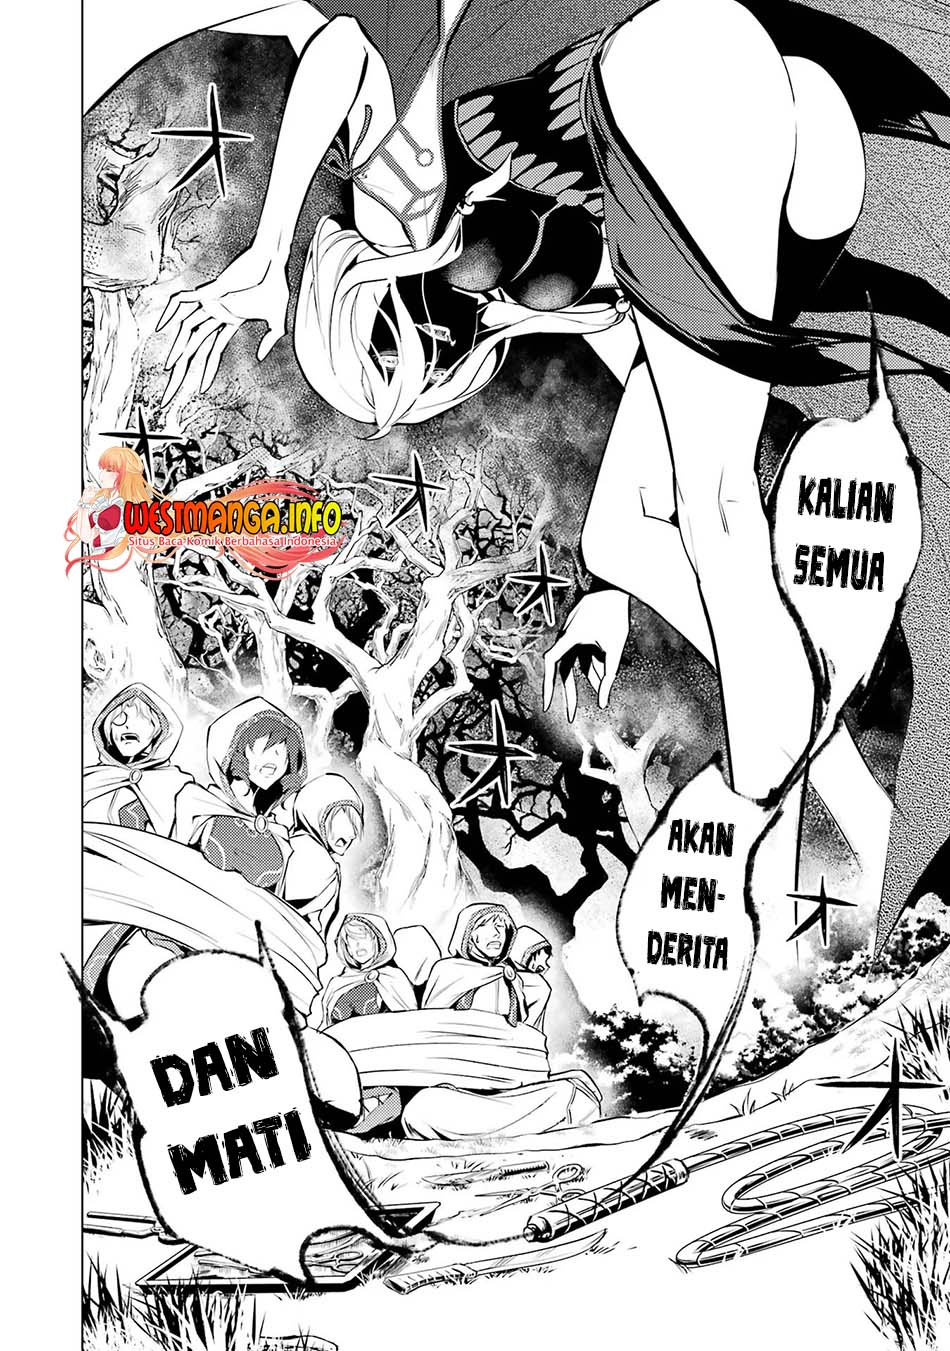 KALIAN
SEMUA
AKAN
MEN-
DERITA
DAN
MATI
WESTMANGA.INFO
Situs Baca Komik Berbahasa Indonesia